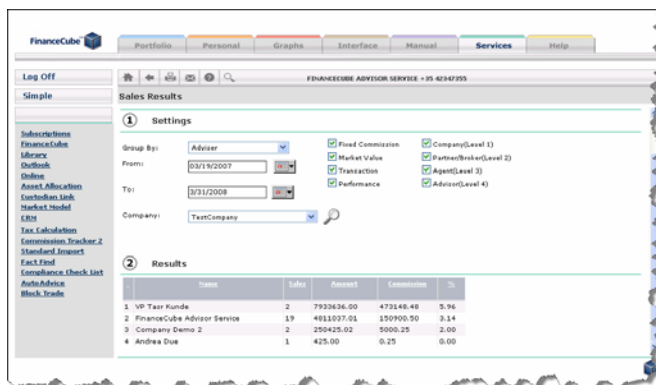 FinanceCube
Portfolio Personal Graphs Interface Manual Services Help
Log Off
FINANCECUBE ADVISOR SERVICE +35 42347355
Simple
Sales Results
1 Settings
Subscriptions
FinanceCube
Library
Outlook
Online
Asset Allocation
Custodian Link
Market Model
CRM
Tax Calculation
Commission Tracker 2
Standard Import
Fact Find
Compliance Check List
AutoAdvice
Block Trade
Group By: Adviser
From: 03/19/2007
To: 3/31/2008
Company: TestCompany
Fixed Commission Company(Level 1)
Market Value Partner/Broker(Level 2)
Transaction Agent(Level 3)
Performance Advisor(Level 4)
2 Results
Name Sales Amount Commission %
1 VP Tasr Kunde 2 7933636.00 473148.48 5.96
2 FinanceCube Advisor Service 19 4811037.01 150900.50 3.14
3 Company Demo 2 2 250425.02 5000.25 2.00
4 Andrea Due 1 425.00 0.25 0.00